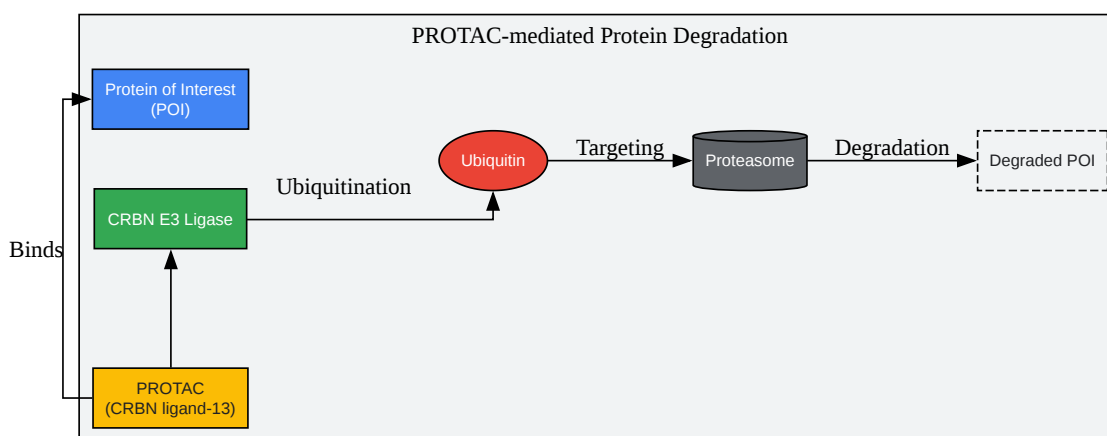 PROTAC-mediated Protein Degradation
Protein of Interest
(POI)
Ubiquitin
Targeting
Proteasome
Degradation
Degraded POI
Ubiquitination
CRBN E3 Ligase
Binds
PROTAC
(CRBN ligand-13)